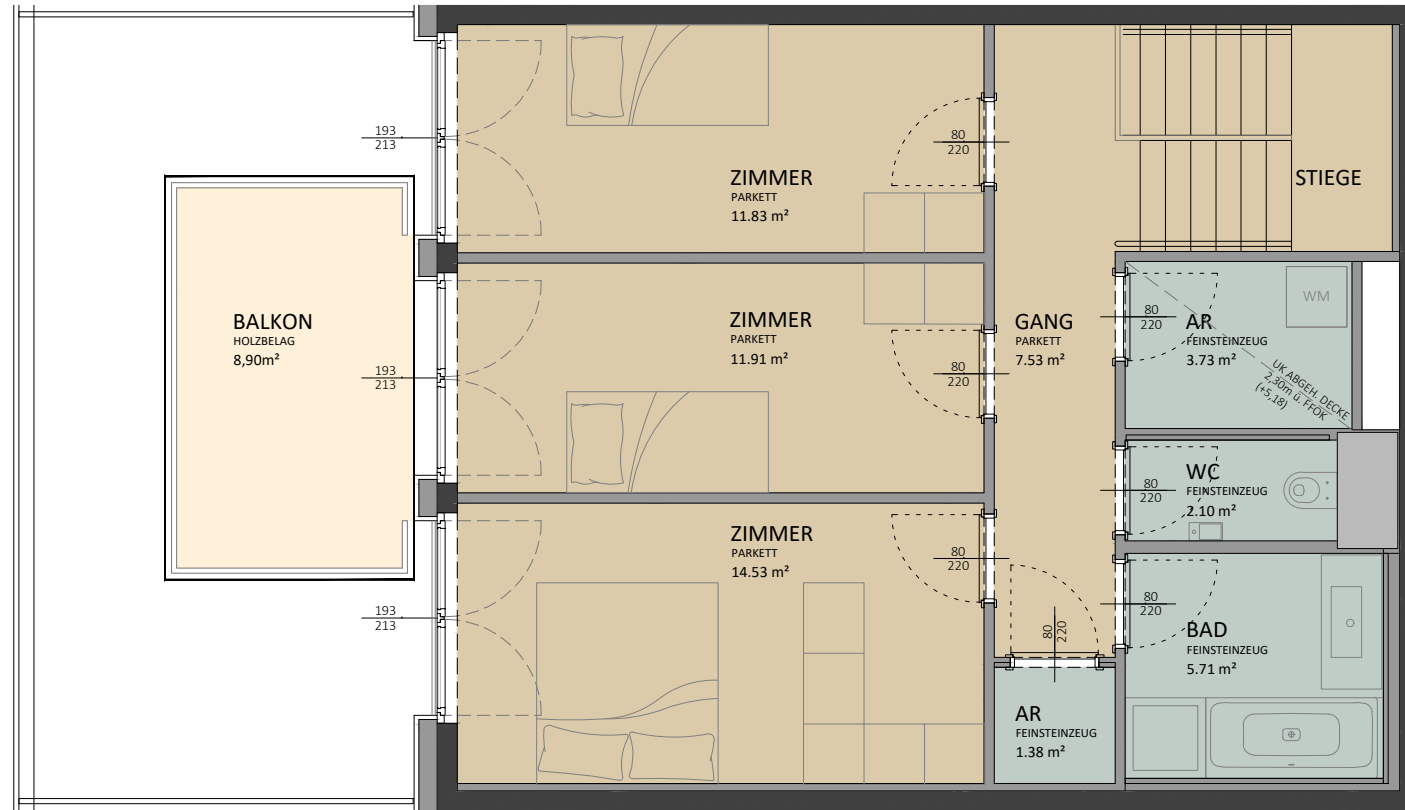 193
213
80
220
ZIMMER
PARKETT
11.83 m²
STIEGE
BALKON
HOLZBELAG
8,90m²
193
213
ZIMMER
PARKETT
11.91 m²
80
220
GANG
PARKETT
7.53 m²
80
220
AR
FEINSTEINZEUG
3.73 m²
WM
UK ABGEH. DECKE
2,30m ü. FFOK
(+5,18)
80
220
WC
FEINSTEINZEUG
2.10 m²
193
213
ZIMMER
PARKETT
14.53 m²
80
220
80
220
80
220
BAD
FEINSTEINZEUG
5.71 m²
AR
FEINSTEINZEUG
1.38 m²